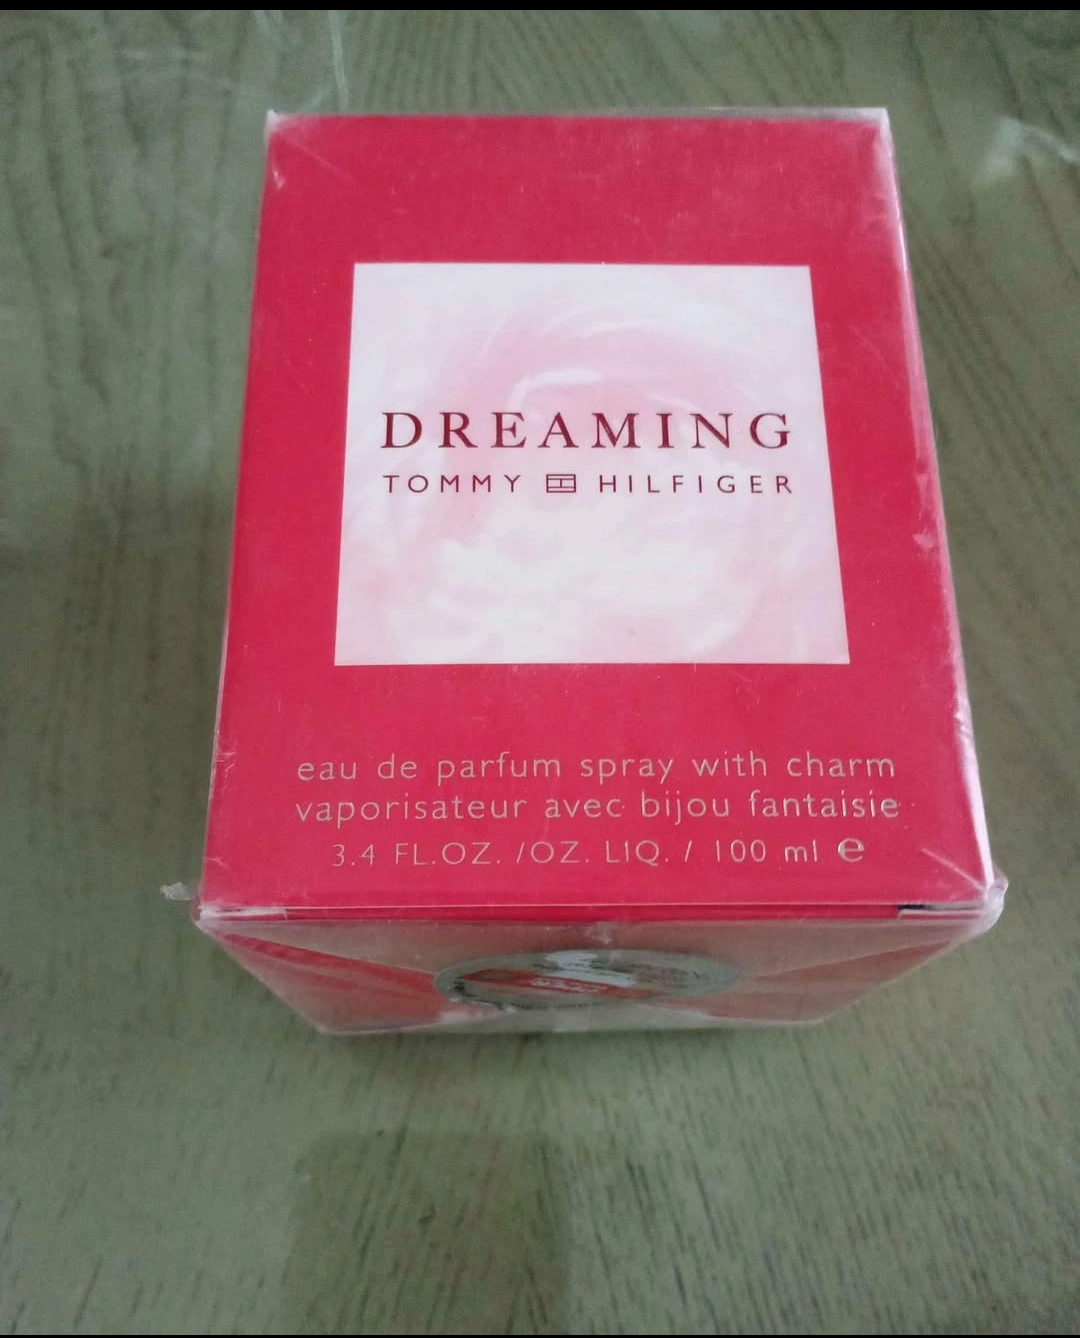 DREAMING
TOMMY HILFIGER
eau de parfum spray with charm
vaporisateur avec bijou fantaisie
3.4 FL.OZ. /OZ. LIQ. / 100 ml e